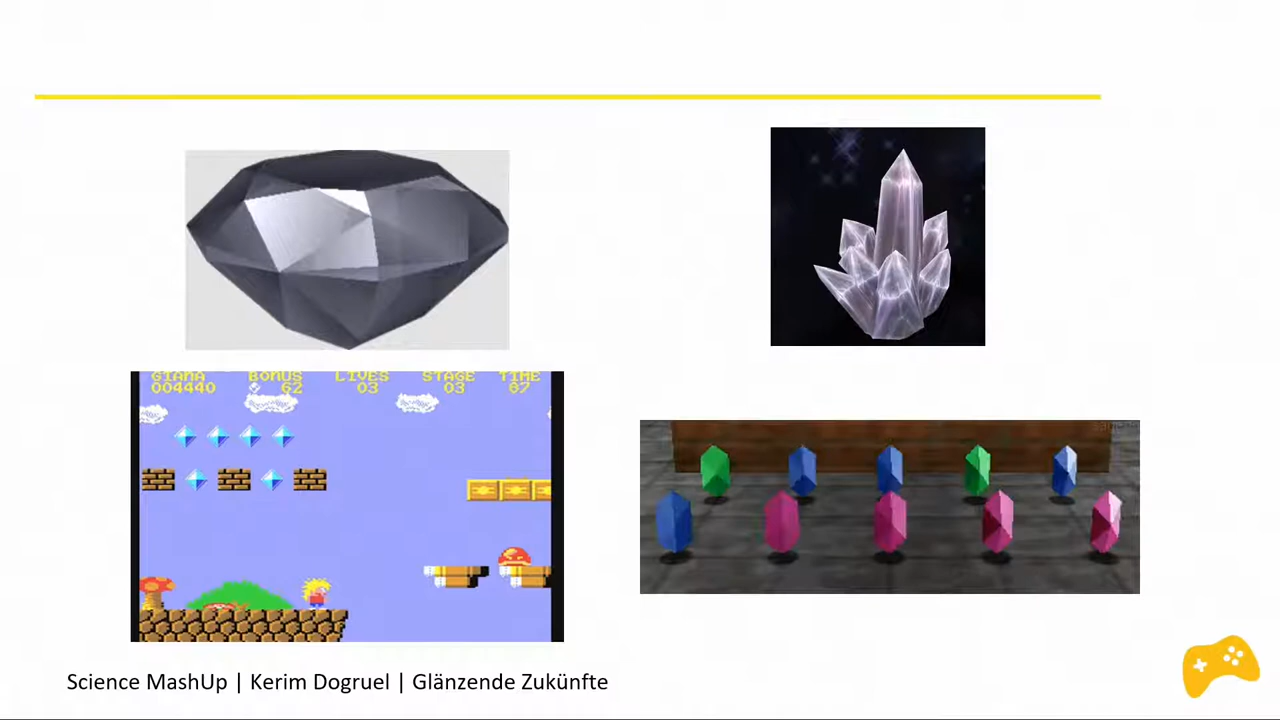 GIANA BONUS LIVES STAGE TIME
004440 62 03 03 67
Science MashUp | Kerim Dogruel | Glänzende Zukünfte